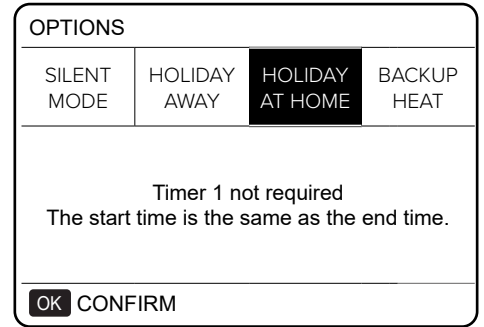 OPTIONS
SILENT MODE
HOLIDAY AWAY
HOLIDAY AT HOME
BACKUP HEAT
Timer 1 not required
The start time is the same as the end time.
OK CONFIRM